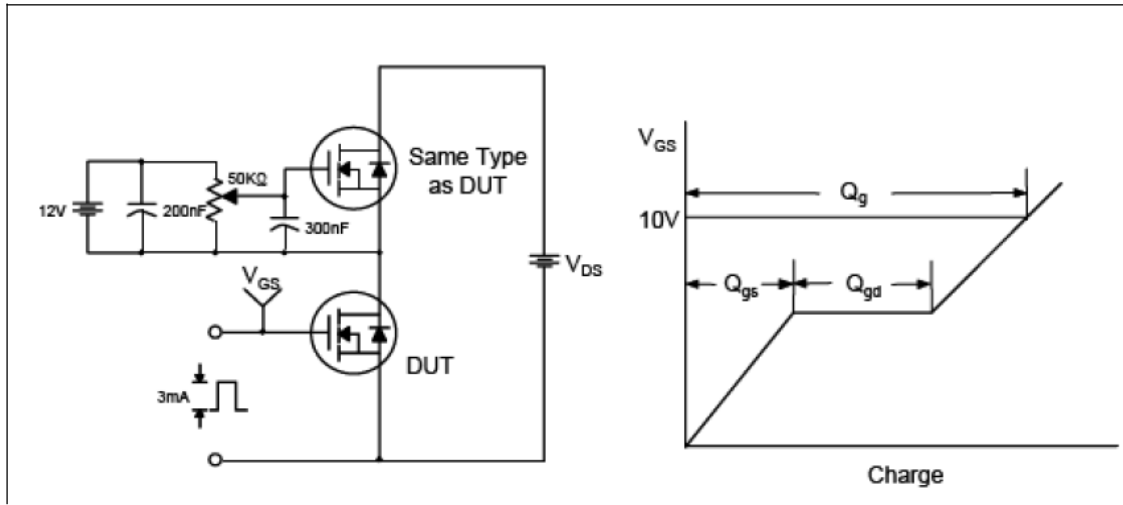 Same Type
as DUT
50KΩ
12V
200nF
300nF
V_GS
V_DS
DUT
3mA
V_GS
Q_g
10V
Q_gs
Q_gd
Charge